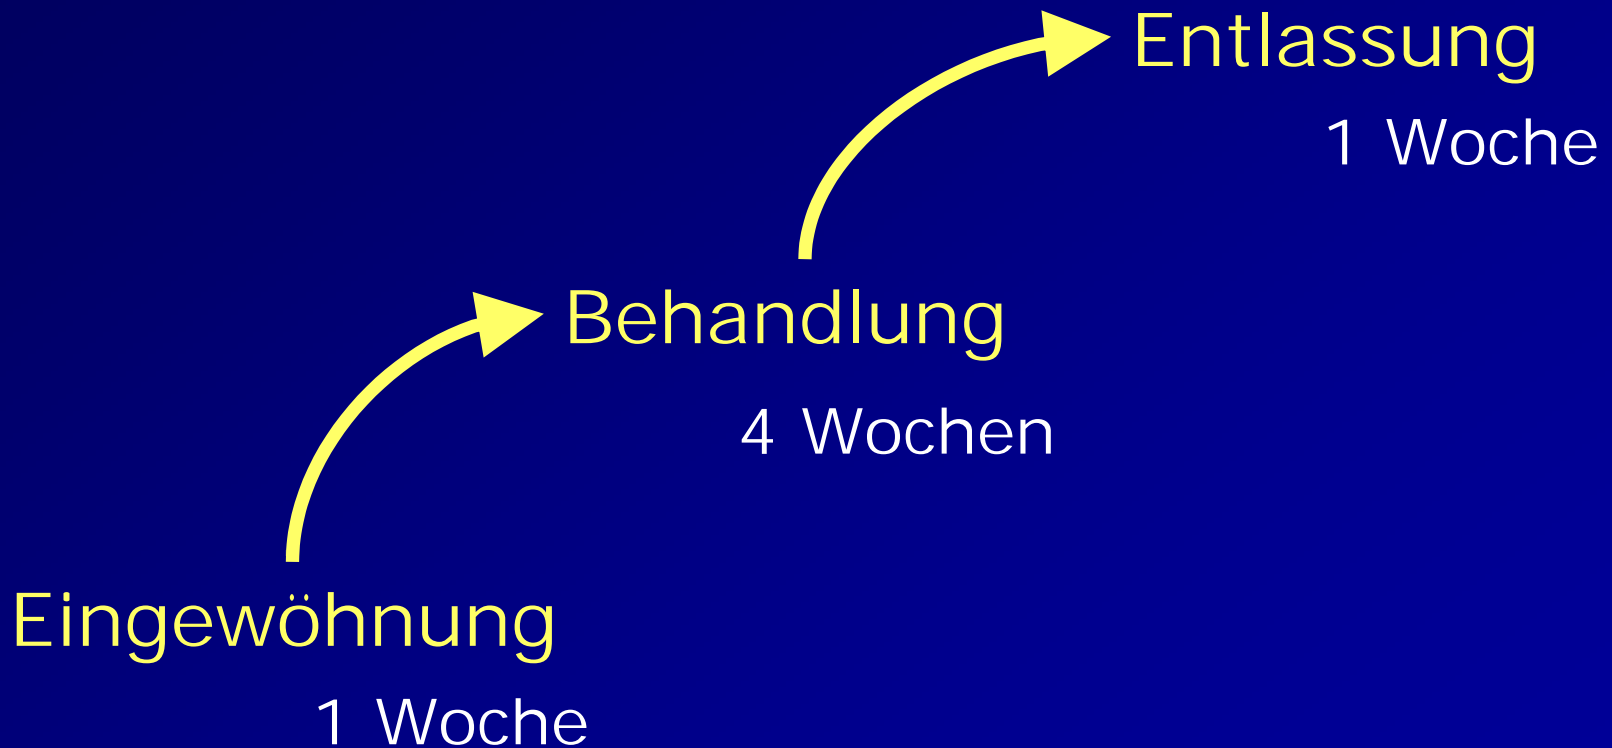 Entlassung
1 Woche
Behandlung
4 Wochen
Eingewöhnung
1 Woche